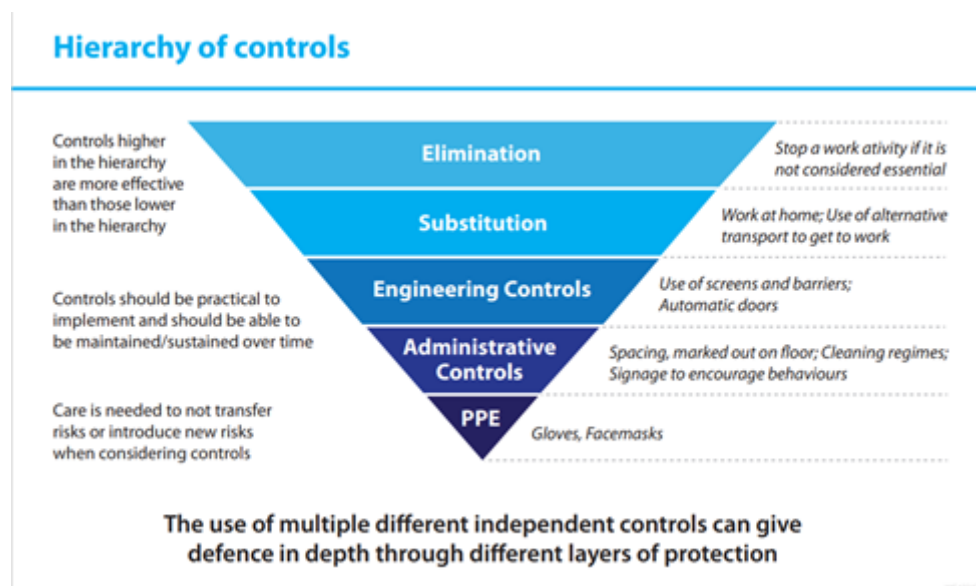 Hierarchy of controls
Controls higher
in the hierarchy
are more effective
than those lower
in the hierarchy
Elimination
Stop a work ativity if it is
not considered essential
Substitution
Work at home; Use of alternative
transport to get to work
Controls should be practical to
implement and should be able to
be maintained/sustained over time
Engineering Controls
Use of screens and barriers;
Automatic doors
Administrative
Controls
Spacing, marked out on floor; Cleaning regimes;
Signage to encourage behaviours
Care is needed to not transfer
risks or introduce new risks
when considering controls
PPE
Gloves, Facemasks
The use of multiple different independent controls can give
defence in depth through different layers of protection